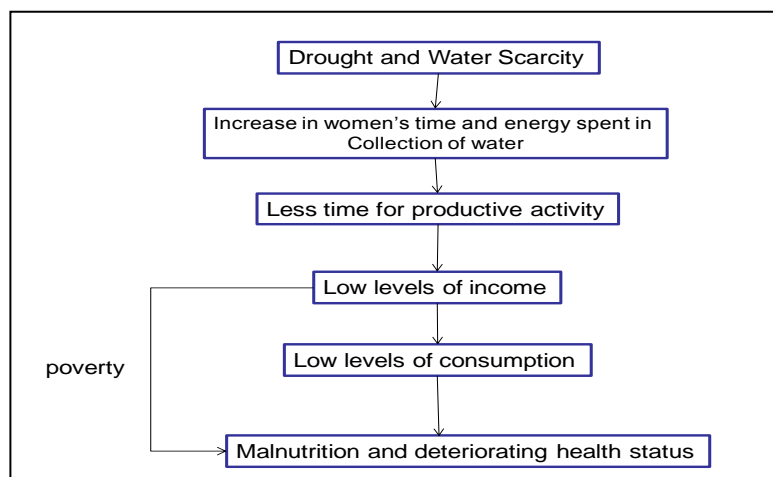 Drought and Water Scarcity
Increase in women's time and energy spent in
Collection of water
Less time for productive activity
Low levels of income
Low levels of consumption
poverty
Malnutrition and deteriorating health status